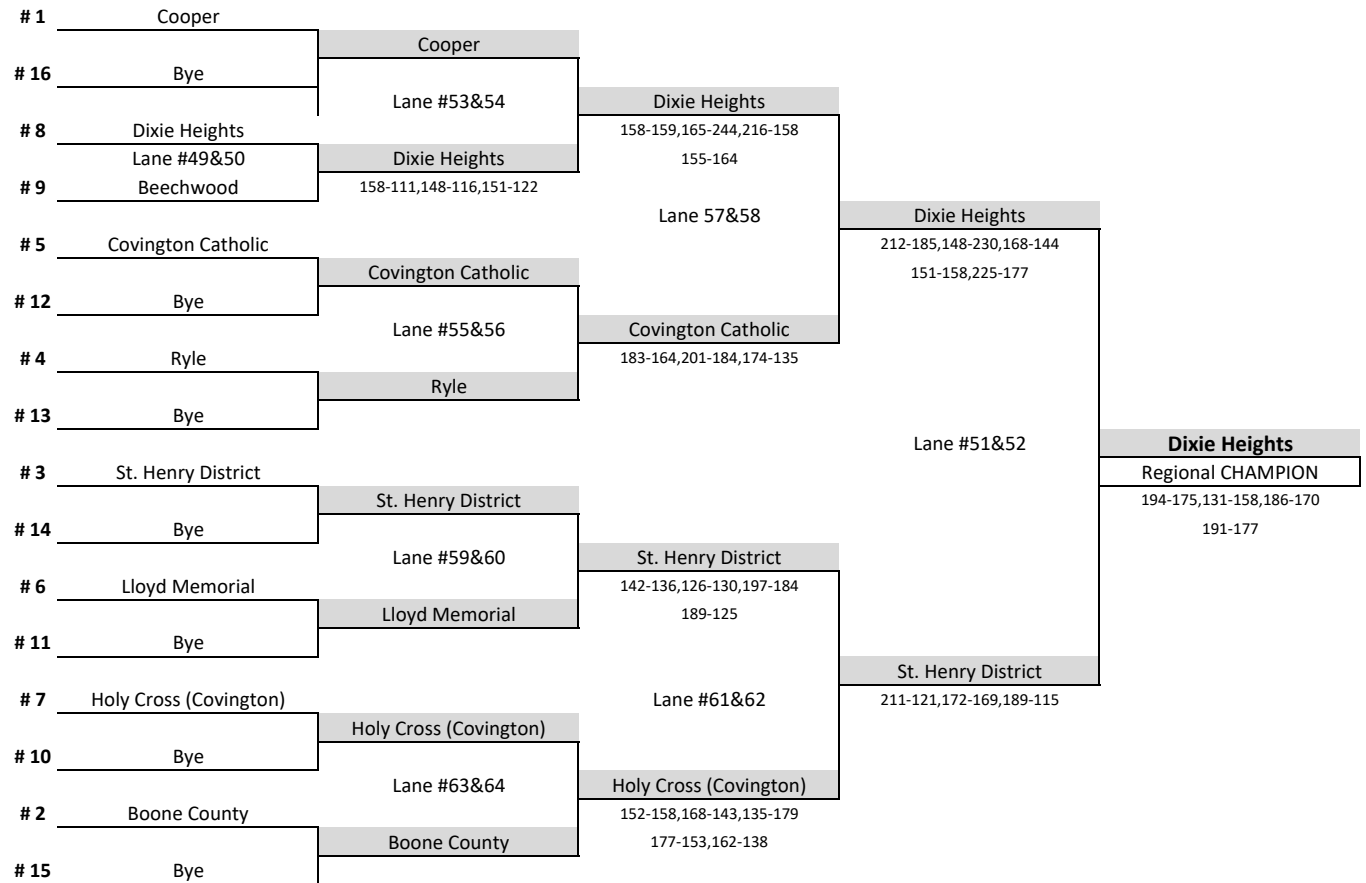 # 1 Cooper
Cooper
# 16 Bye
Lane #53&54 Dixie Heights
# 8 Dixie Heights 158-159,165-244,216-158
Lane #49&50 Dixie Heights 155-164
# 9 Beechwood 158-111,148-116,151-122
Lane 57&58 Dixie Heights
# 5 Covington Catholic 212-185,148-230,168-144
Covington Catholic 151-158,225-177
# 12 Bye
Lane #55&56 Covington Catholic
# 4 Ryle 183-164,201-184,174-135
Ryle
# 13 Bye
Lane #51&52 Dixie Heights
# 3 St. Henry District Regional CHAMPION
St. Henry District 194-175,131-158,186-170
# 14 Bye 191-177
Lane #59&60 St. Henry District
# 6 Lloyd Memorial 142-136,126-130,197-184
Lloyd Memorial 189-125
# 11 Bye
St. Henry District
# 7 Holy Cross (Covington) Lane #61&62 211-121,172-169,189-115
Holy Cross (Covington)
# 10 Bye
Lane #63&64 Holy Cross (Covington)
# 2 Boone County 152-158,168-143,135-179
Boone County 177-153,162-138
# 15 Bye